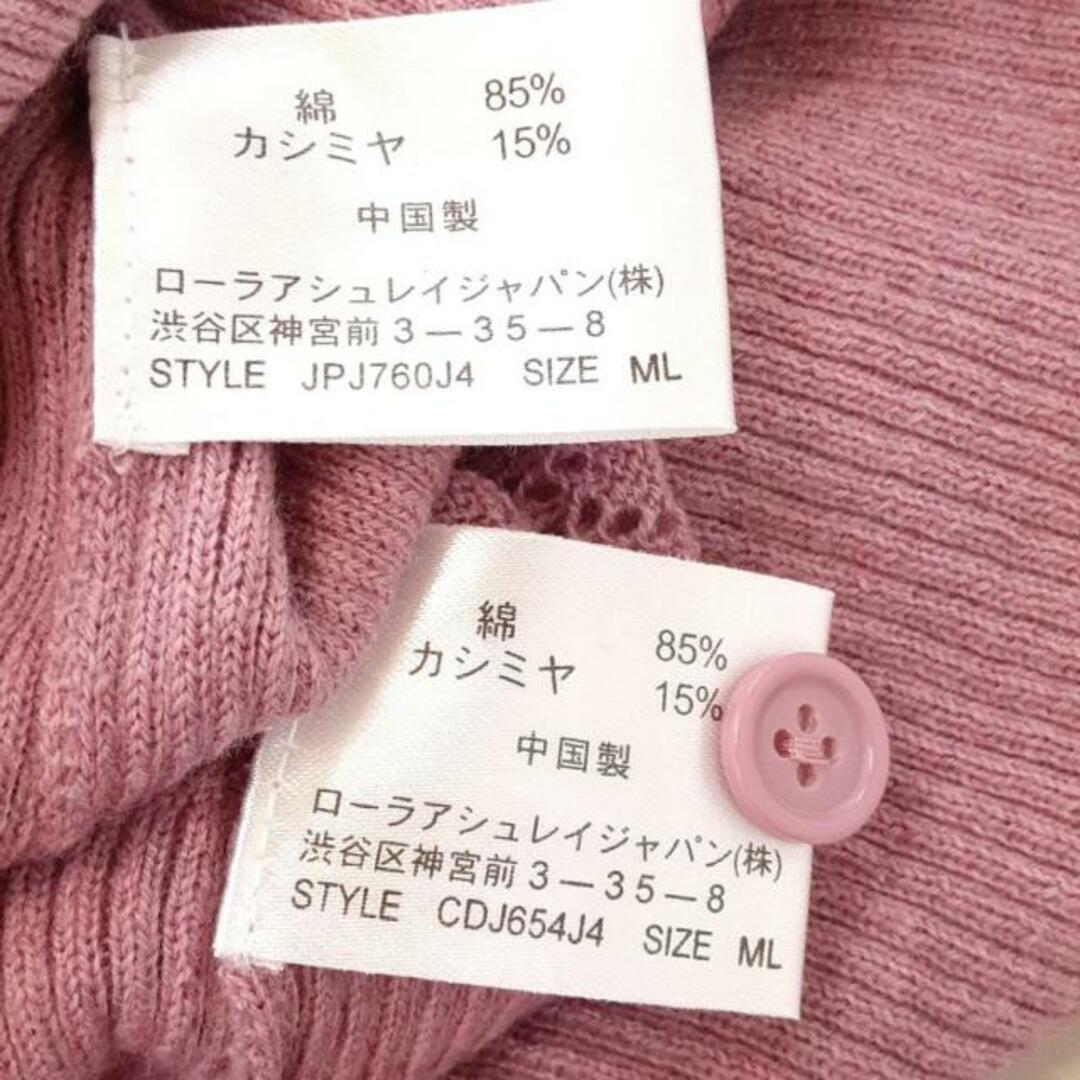 綿 85%
カシミヤ 15%
中国製
ローラアシュレイジャパン(株)
渋谷区神宮前3―35―8
STYLE JPJ760J4 SIZE ML
綿 85%
カシミヤ 15%
中国製
ローラアシュレイジャパン(株)
渋谷区神宮前3―35―8
STYLE CDJ654J4 SIZE ML